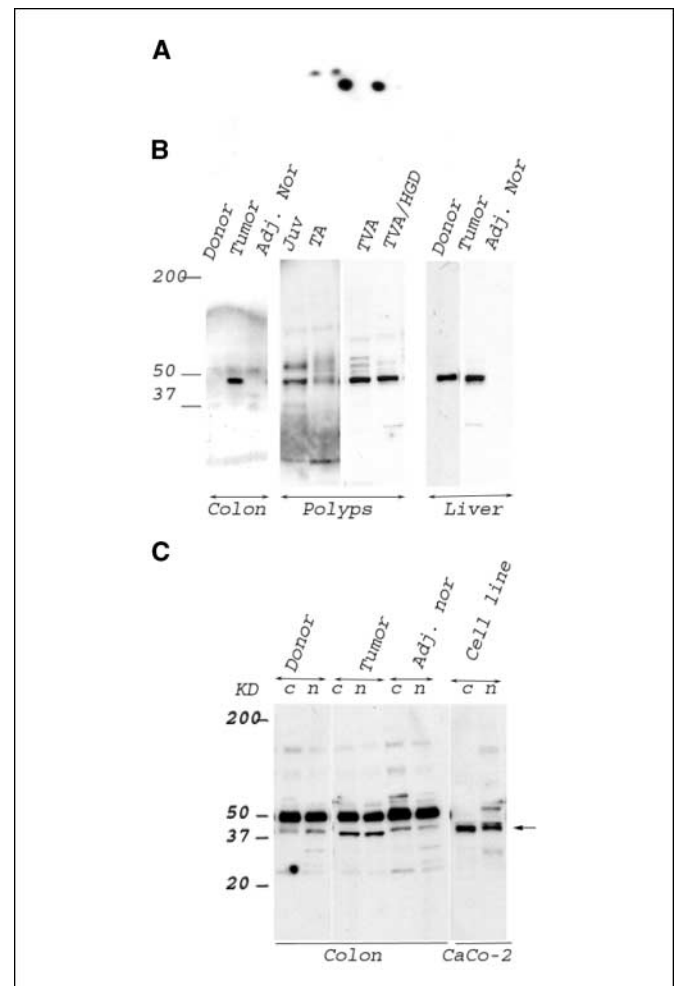 A
B
Donor Tumor Adj. Nor Juv TA TVA TVA/HGD Donor Tumor Adj. Nor
200
50
37
Colon Polyps Liver
C
Donor Tumor Adj. nor Cell line
KD c n c n c n c n
200
50
37
20
Colon CaCo-2